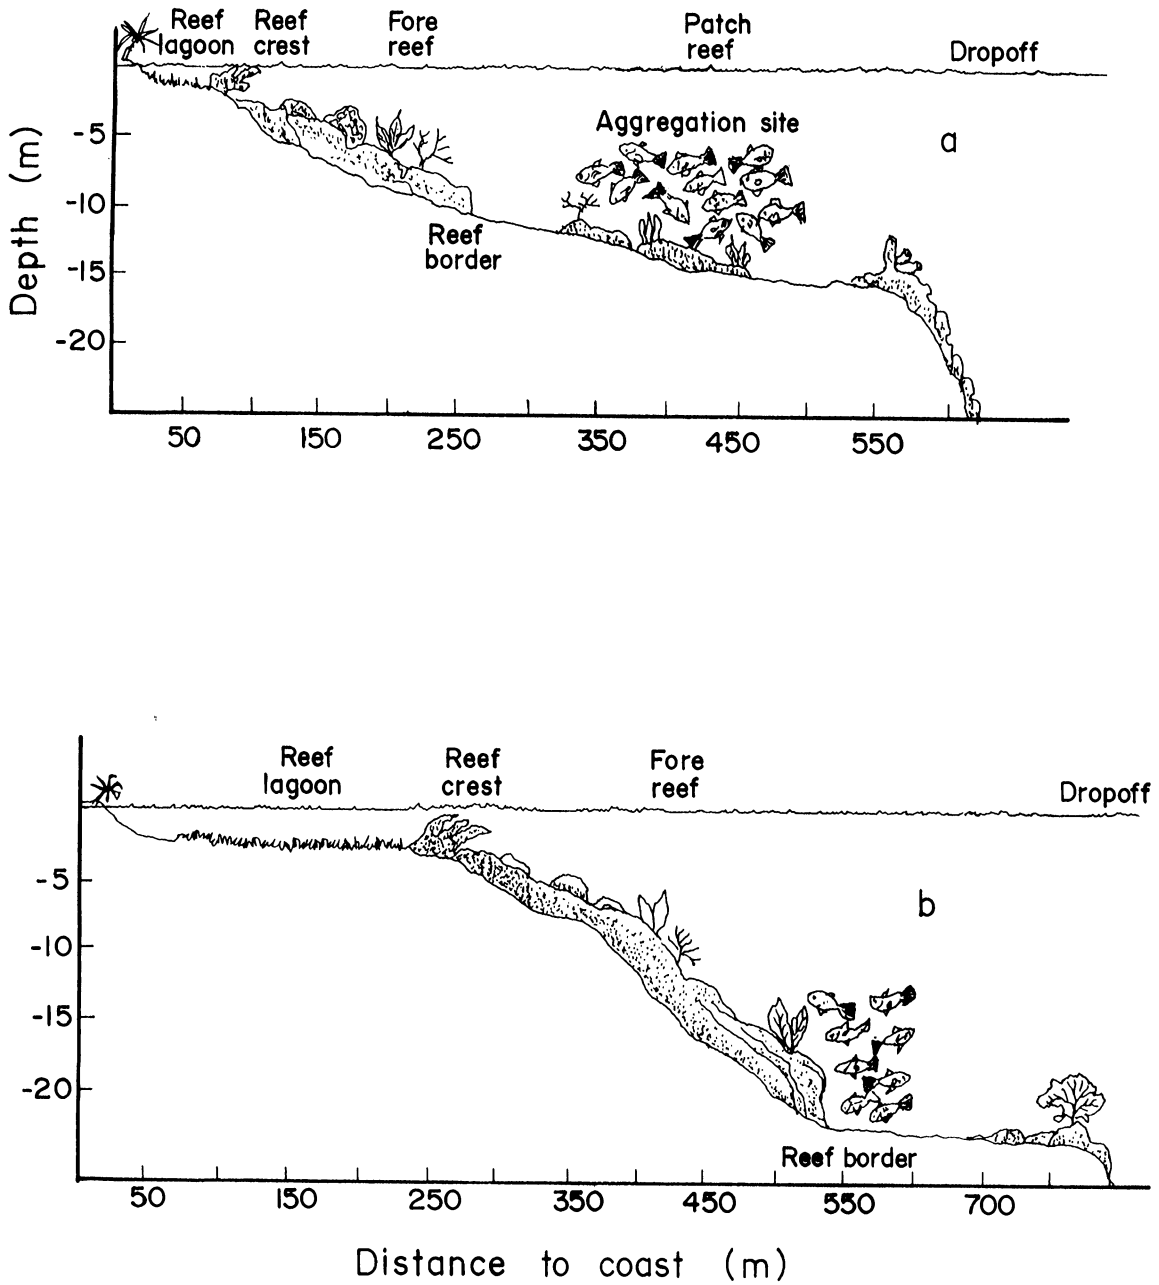 Reef Reef Fore Patch
lagoon crest reef reef Dropoff
Aggregation site
a
-5
-10
-15
-20
Depth (m)
Reef
border
50 150 250 350 450 550
Reef Reef Fore
lagoon crest reef Dropoff
b
-5
-10
-15
-20
Reef border
50 150 250 350 450 550 700
Distance to coast (m)